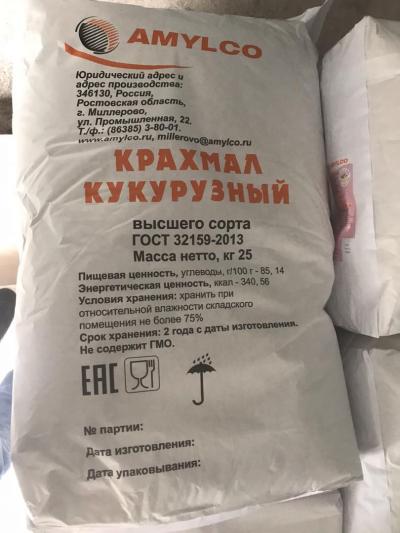 AMYLCO
Юридический адрес и
адрес производства:
346130, Россия,
Ростовская область,
г. Миллерово,
ул. Промышленная, 22.
Т./ф.: (86385) 3-80-01.
www.amylco.ru, millerovo@amylco.ru
КРАХМАЛ
КУКУРУЗНЫЙ
высшего сорта
ГОСТ 32159-2013
Масса нетто, кг 25
Пищевая ценность, углеводы, г/100 г - 85, 14
Энергетическая ценность, ккал - 340, 56
Условия хранения: хранить при
относительной влажности складского
помещения не более 75%
Срок хранения: 2 года с даты изготовления.
Не содержит ГМО.
ЕАС
№ партии:
Дата изготовления:
Дата упаковывания: